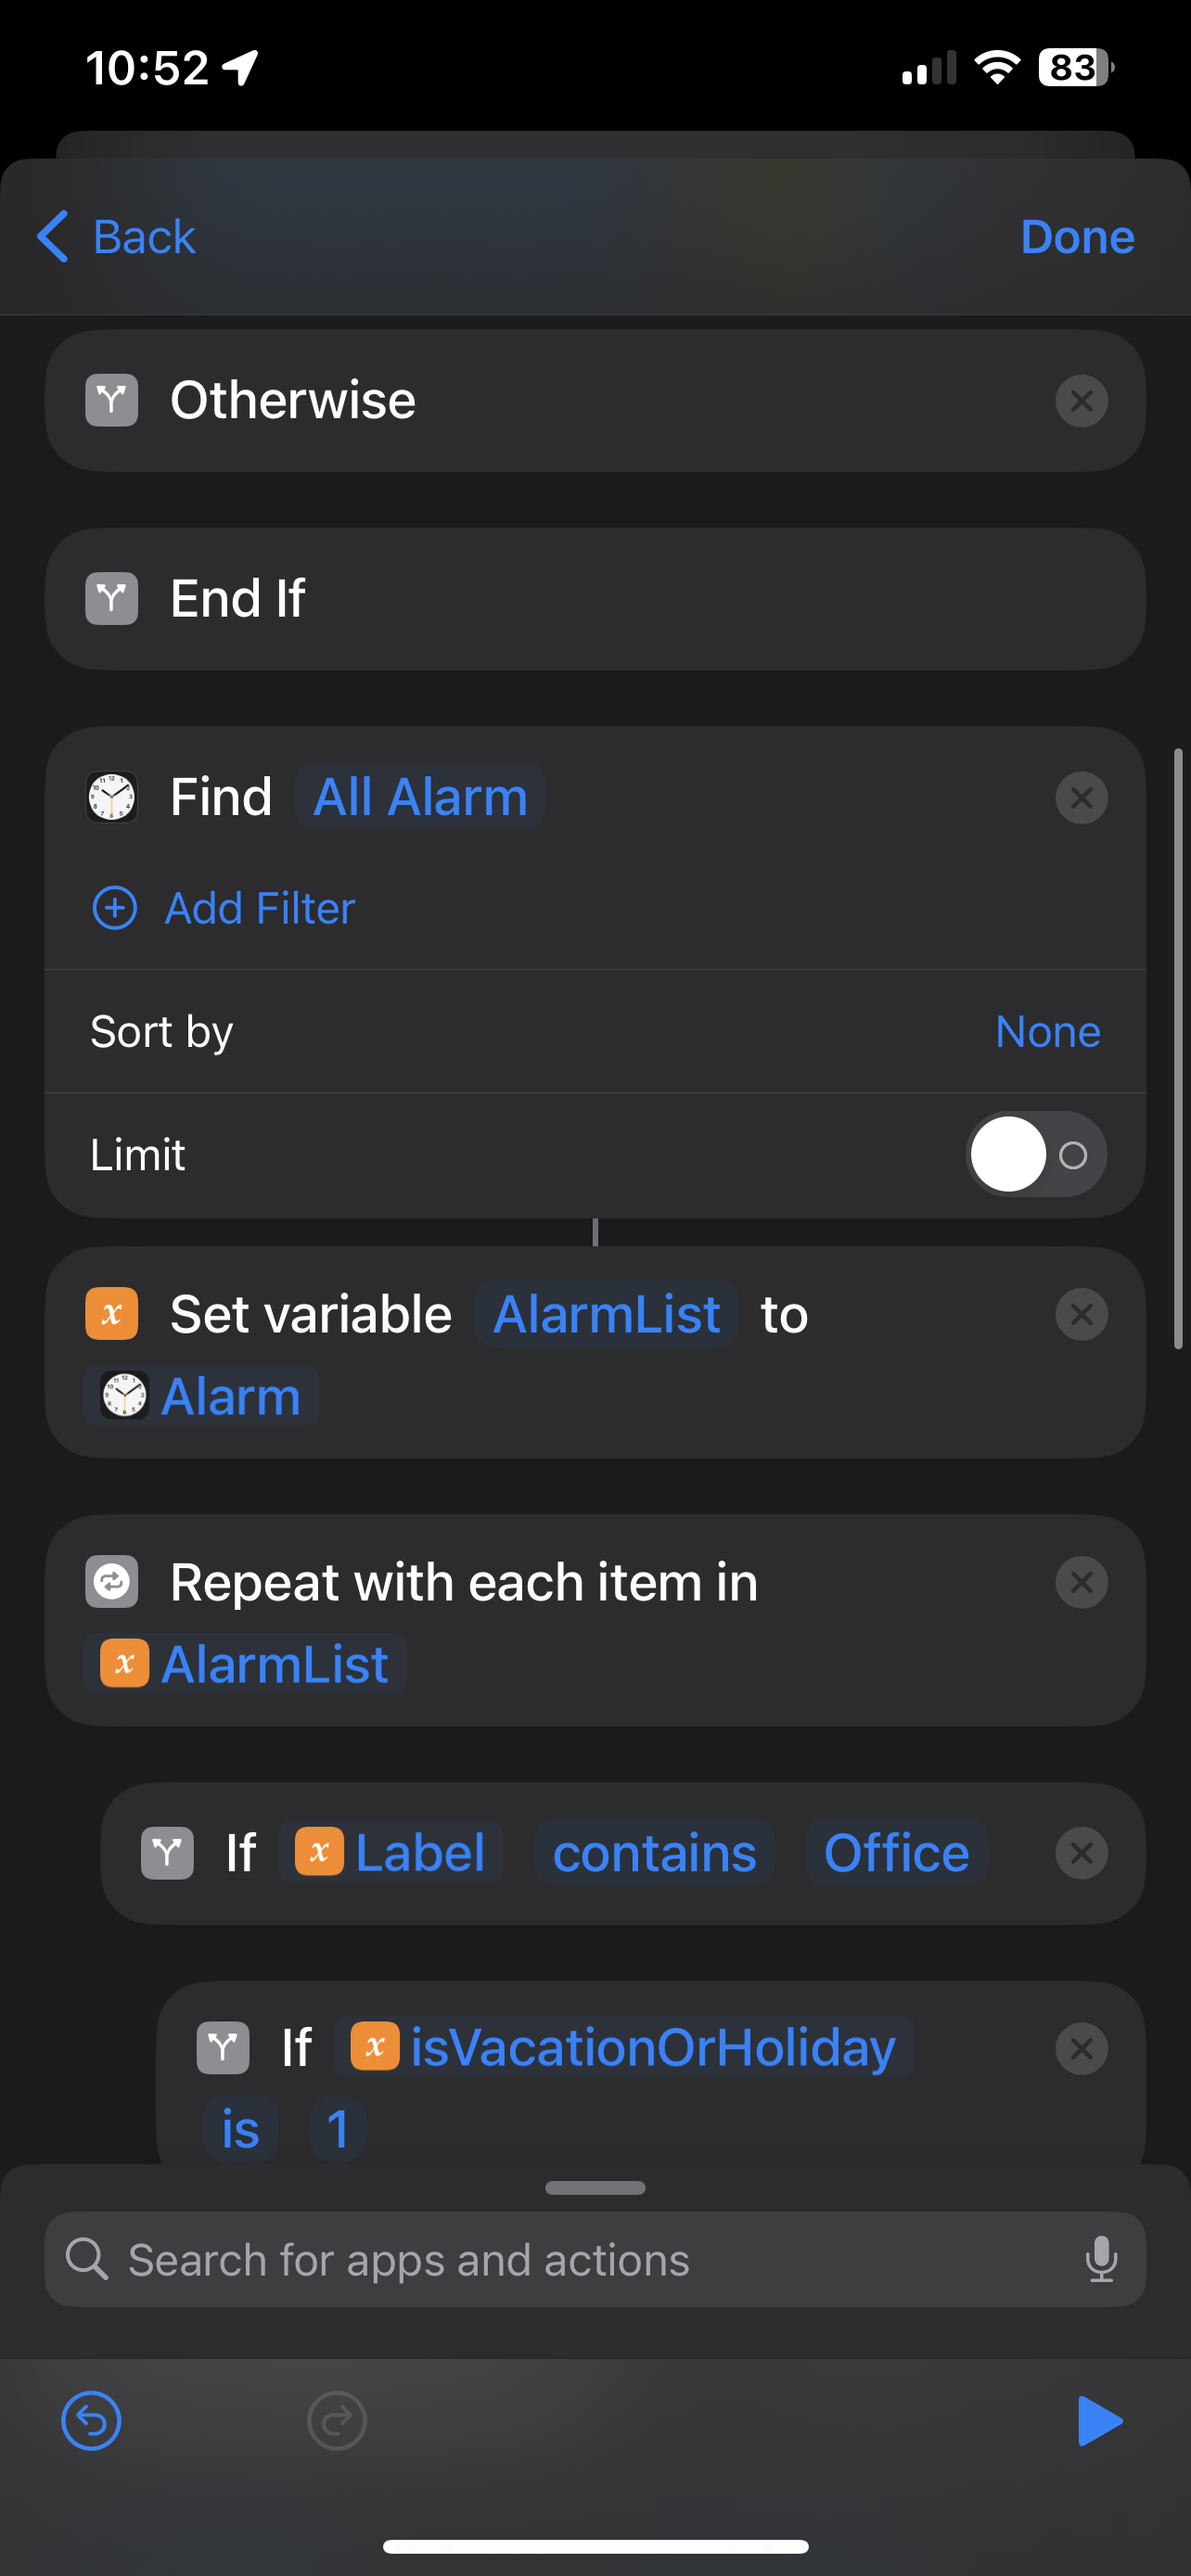 10:52
83
Back
Done
Otherwise
End If
Find All Alarm
Add Filter
Sort by None
Limit
Set variable AlarmList to
Alarm
Repeat with each item in
AlarmList
If Label contains Office
If isVacationOrHoliday
is 1
Search for apps and actions